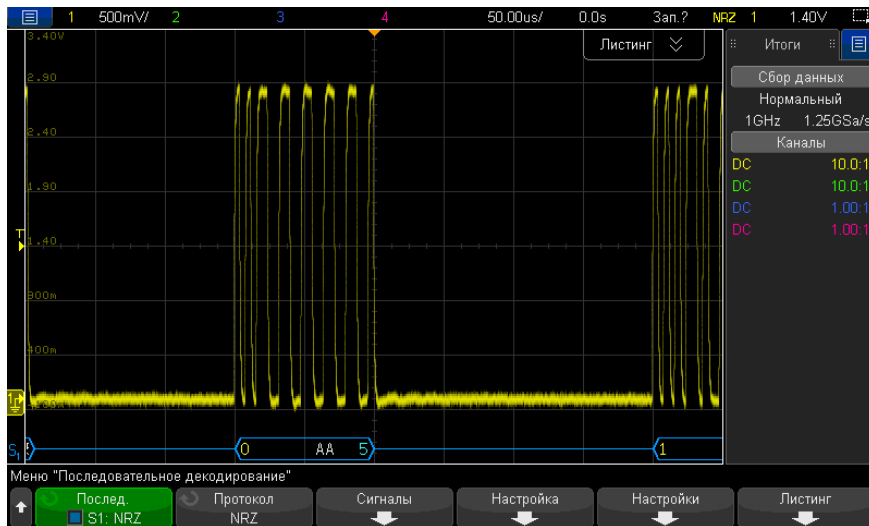 1 500mV/ 2 3 4 50.00us/ 0.0s Зап.? NRZ 1 1.40V
3.40V
Листинг
Итоги
2.90
Сбор данных
Нормальный
1GHz 1.25GSa/s
2.40
Каналы
DC 10.0:1
1.90
DC 10.0:1
DC 1.00:1
T
1.40
DC 1.00:1
900m
400m
1
S1 0 AA 5 1
Меню "Последовательное декодирование"
Послед. Протокол Сигналы Настройка Настройки Листинг
S1: NRZ NRZ